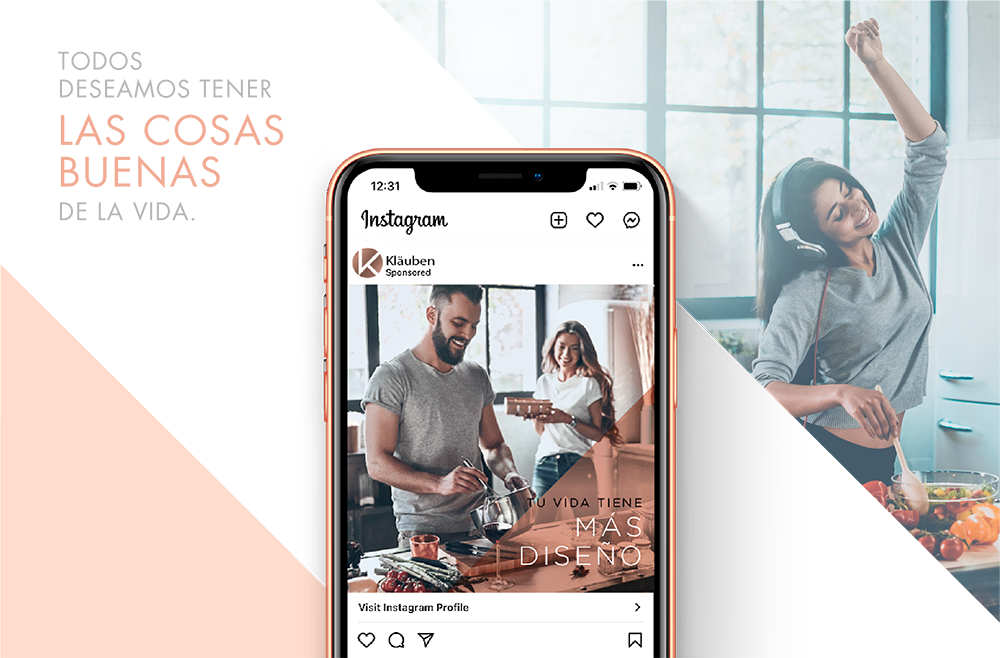 TODOS
DESEAMOS TENER
LAS COSAS
BUENAS
DE LA VIDA.
12:31
Instagram
Kläuben
Sponsored
TU VIDA TIENE
MÁS
DISEÑO
Visit Instagram Profile